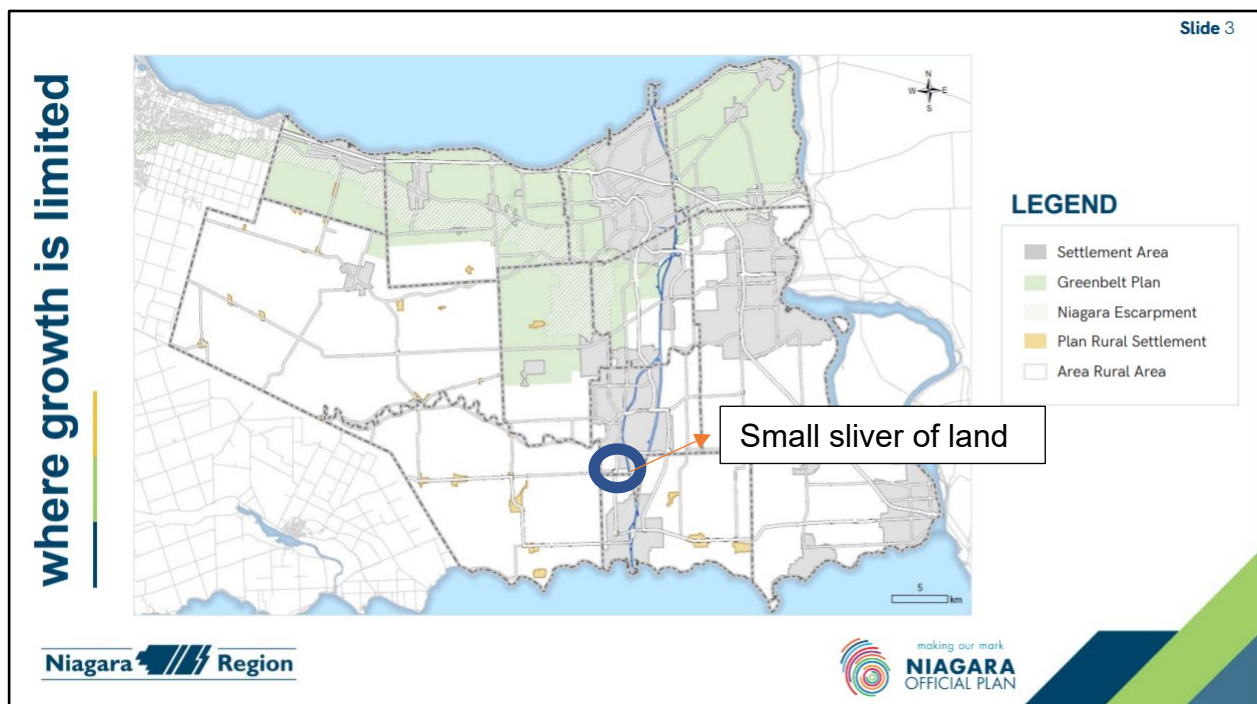 Slide 3
where growth is limited
N
W E
S
LEGEND
Settlement Area
Greenbelt Plan
Niagara Escarpment
Plan Rural Settlement
Area Rural Area
Small sliver of land
5
km
Niagara Region
making our mark
NIAGARA
OFFICIAL PLAN